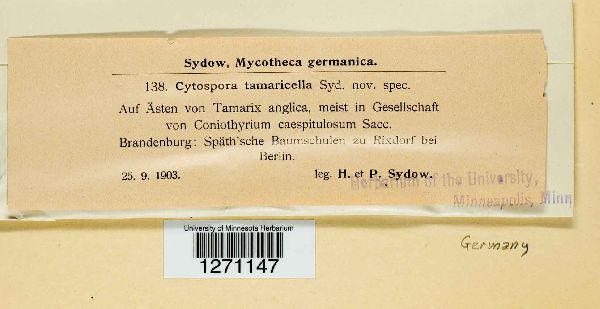 Sydow, Mycotheca germanica.
138. Cytospora tamaricella Syd. nov. spec.
Auf Ästen von Tamarix anglica, meist in Gesellschaft
von Coniothyrium caespitulosum Sacc.
Brandenburg: Späth'sche Baumschulen zu Rixdorf bei
Berlin.
25. 9. 1903. leg. H. et P. Sydow.
Herbarium of the University,
Minneapolis, Minn
University of Minnesota Herbarium
1271147
Germany